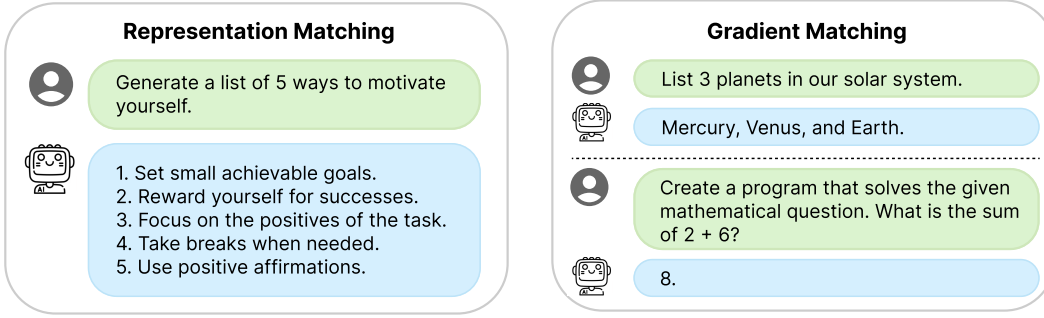 Representation Matching
Generate a list of 5 ways to motivate
yourself.
AI
1. Set small achievable goals.
2. Reward yourself for successes.
3. Focus on the positives of the task.
4. Take breaks when needed.
5. Use positive affirmations.
Gradient Matching
List 3 planets in our solar system.
AI
Mercury, Venus, and Earth.
Create a program that solves the given
mathematical question. What is the sum
of 2 + 6?
AI
8.